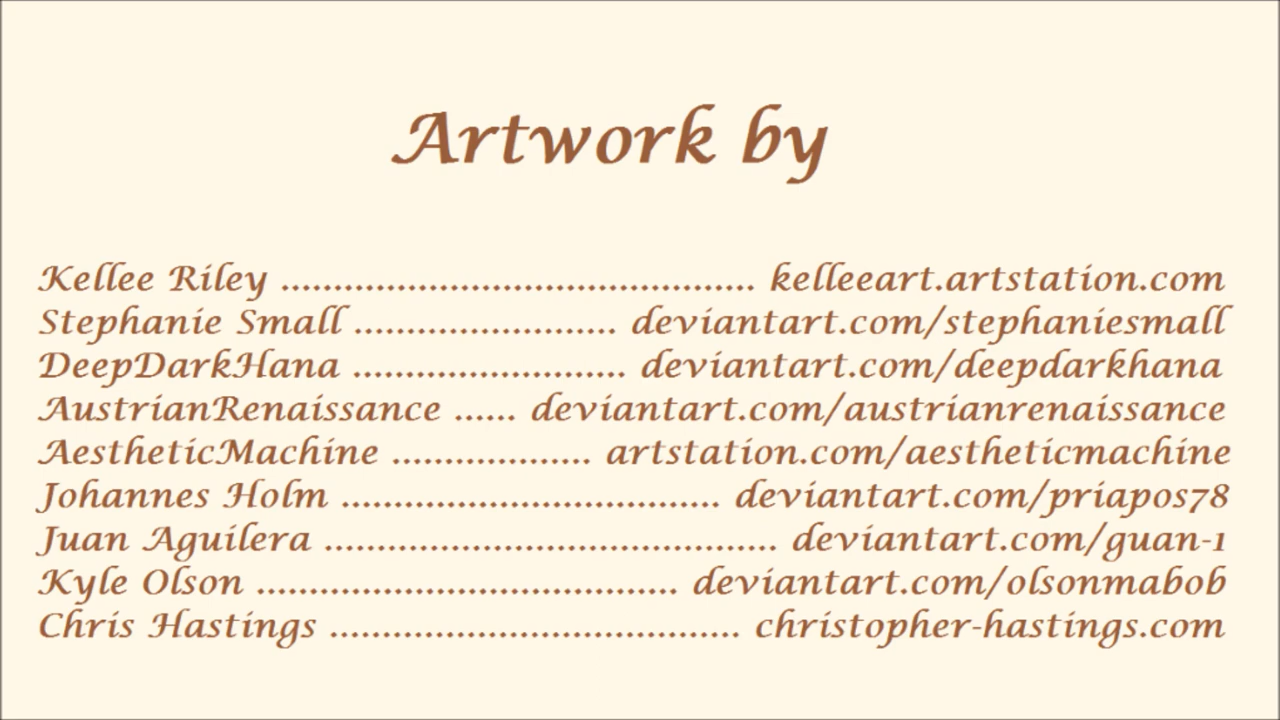 Artwork by
Kellee Riley ............................................. kelleeart.artstation.com
Stephanie Small ......................... deviantart.com/stephaniesmall
DeepDarkHana .......................... deviantart.com/deepdarkhana
AustrianRenaissance ...... deviantart.com/austrianrenaissance
AestheticMachine ................... artstation.com/aestheticmachine
Johannes Holm .................................... deviantart.com/priapos78
Juan Aguilera ........................................... deviantart.com/guan-1
Kyle Olson ........................................ deviantart.com/olsonmabob
Chris Hastings ....................................... christopher-hastings.com